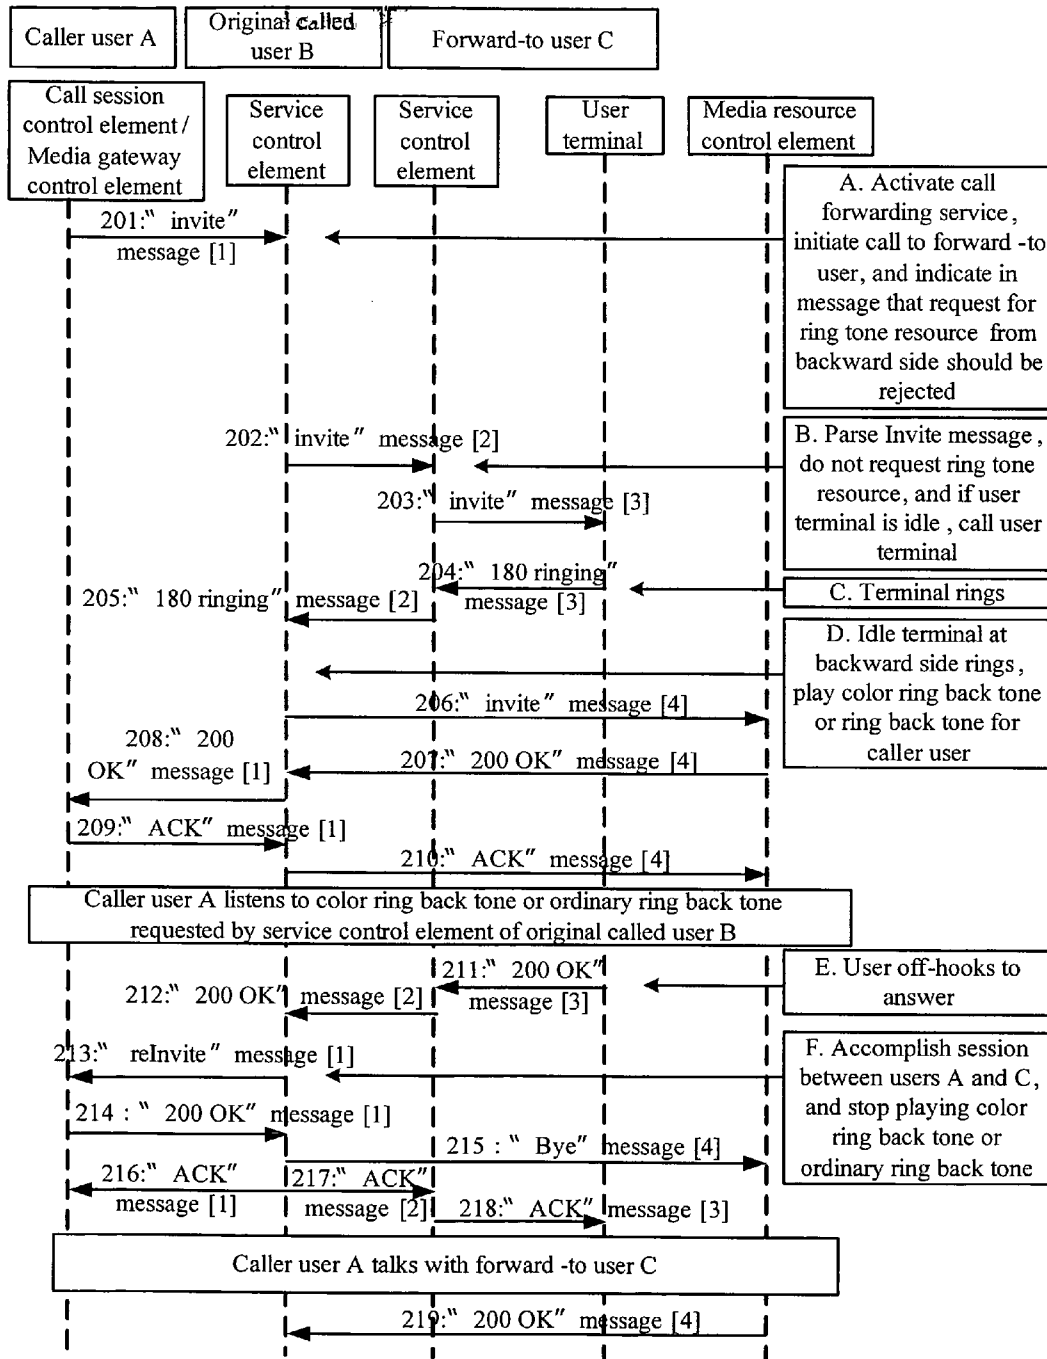 Caller user A
Original called
user B
Forward-to user C
Call session
control element /
Media gateway
control element
Service
control
element
Service
control
element
User
terminal
Media resource
control element
A. Activate call
forwarding service,
initiate call to forward -to
user, and indicate in
message that request for
ring tone resource from
backward side should be
rejected
201:“ invite”
message [1]
202:“ invite” message [2]
B. Parse Invite message,
do not request ring tone
resource, and if user
terminal is idle , call user
terminal
203:“ invite” message [3]
204:“ 180 ringing”
message [3]
205:“ 180 ringing” message [2]
C. Terminal rings
D. Idle terminal at
backward side rings,
play color ring back tone
or ring back tone for
caller user
206:“ invite” message [4]
207:“ 200 OK” message [4]
208:“ 200
OK” message [1]
209:“ ACK” message [1]
210:“ ACK” message [4]
Caller user A listens to color ring back tone or ordinary ring back tone
requested by service control element of original called user B
211:“ 200 OK”
message [3]
212:“ 200 OK” message [2]
E. User off-hooks to
answer
213:“ reInvite” message [1]
F. Accomplish session
between users A and C,
and stop playing color
ring back tone or
ordinary ring back tone
214 : “ 200 OK” message [1]
215 : “ Bye” message [4]
216:“ ACK”
message [1]
217:“ ACK”
message [2]
218:“ ACK” message [3]
Caller user A talks with forward -to user C
219:“ 200 OK” message [4]